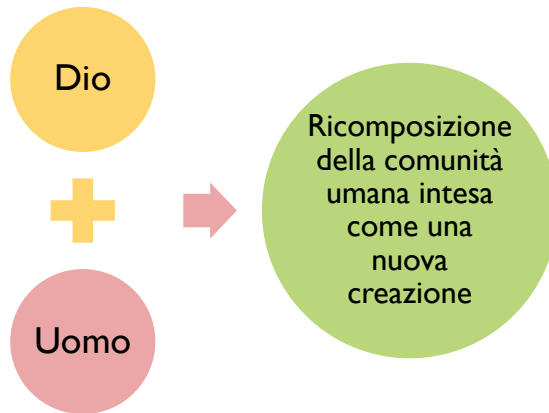 Dio
Uomo
Ricomposizione
della comunità
umana intesa
come una
nuova
creazione